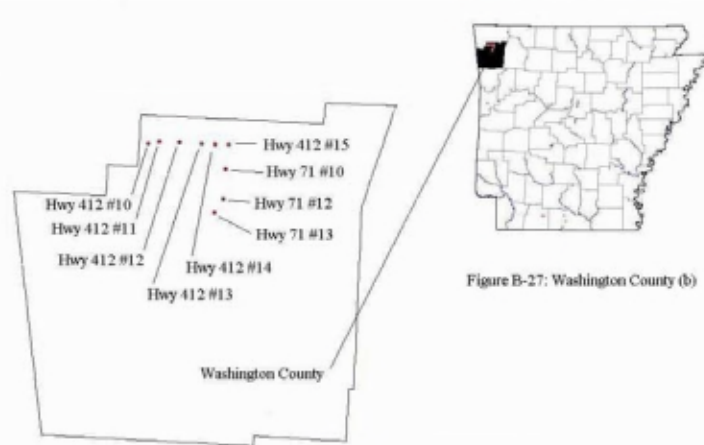 Hwy 412 #15
Hwy 71 #10
Hwy 412 #10
Hwy 71 #12
Hwy 412 #11
Hwy 71 #13
Hwy 412 #12
Hwy 412 #14
Hwy 412 #13
Figure B-27: Washington County (b)
Washington County